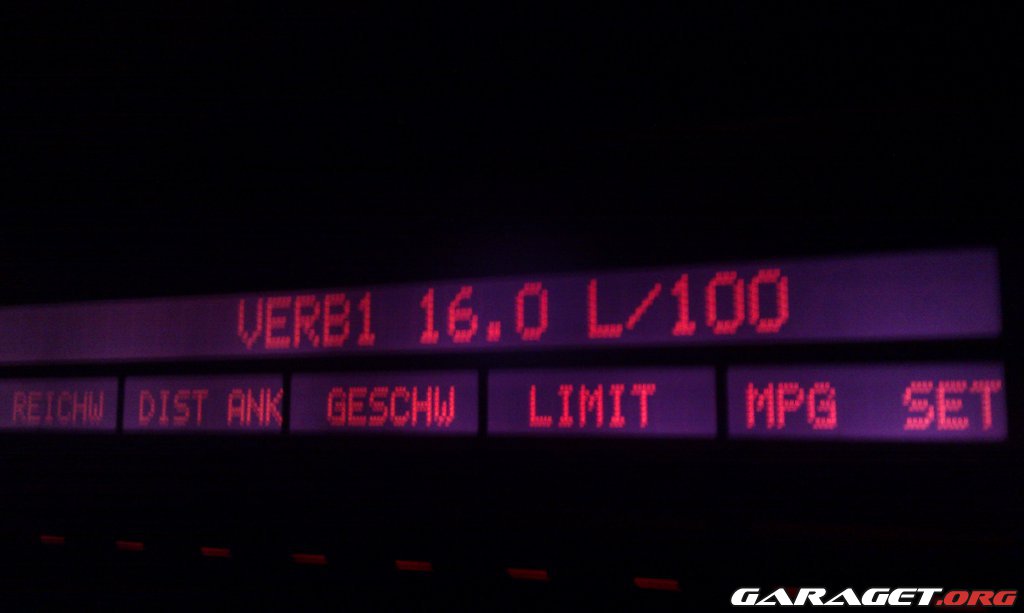 VERB1 16.0 L/100
REICHW DIST ANK GESCHW LIMIT MPG SET
GARAGET.ORG